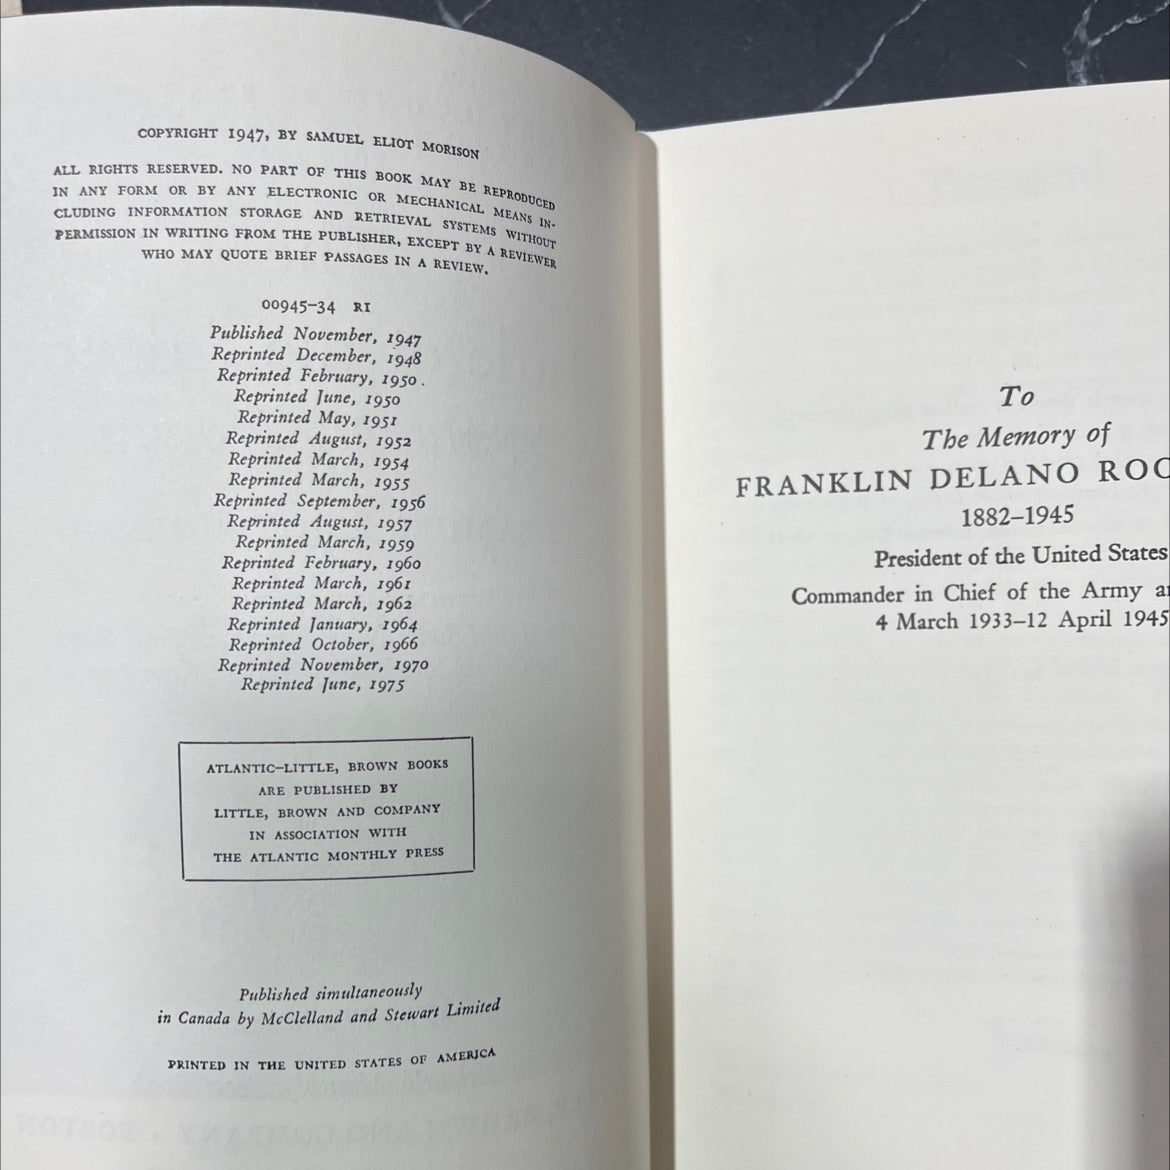 COPYRIGHT 1947, BY SAMUEL ELIOT MORISON
ALL RIGHTS RESERVED. NO PART OF THIS BOOK MAY BE REPRODUCED
IN ANY FORM OR BY ANY ELECTRONIC OR MECHANICAL MEANS IN-
CLUDING INFORMATION STORAGE AND RETRIEVAL SYSTEMS WITHOUT
PERMISSION IN WRITING FROM THE PUBLISHER, EXCEPT BY A REVIEWER
WHO MAY QUOTE BRIEF PASSAGES IN A REVIEW.
00945–34 RI
Published November, 1947
Reprinted December, 1948
Reprinted February, 1950.
Reprinted June, 1950
Reprinted May, 1951
Reprinted August, 1952
Reprinted March, 1954
Reprinted March, 1955
Reprinted September, 1956
Reprinted August, 1957
Reprinted March, 1959
Reprinted February, 1960
Reprinted March, 1961
Reprinted March, 1962
Reprinted January, 1964
Reprinted October, 1966
Reprinted November, 1970
Reprinted June, 1975
ATLANTIC–LITTLE, BROWN BOOKS
ARE PUBLISHED BY
LITTLE, BROWN AND COMPANY
IN ASSOCIATION WITH
THE ATLANTIC MONTHLY PRESS
Published simultaneously
in Canada by McClelland and Stewart Limited
PRINTED IN THE UNITED STATES OF AMERICA
To
The Memory of
FRANKLIN DELANO ROO
1882–1945
President of the United States
Commander in Chief of the Army a
4 March 1933–12 April 1945